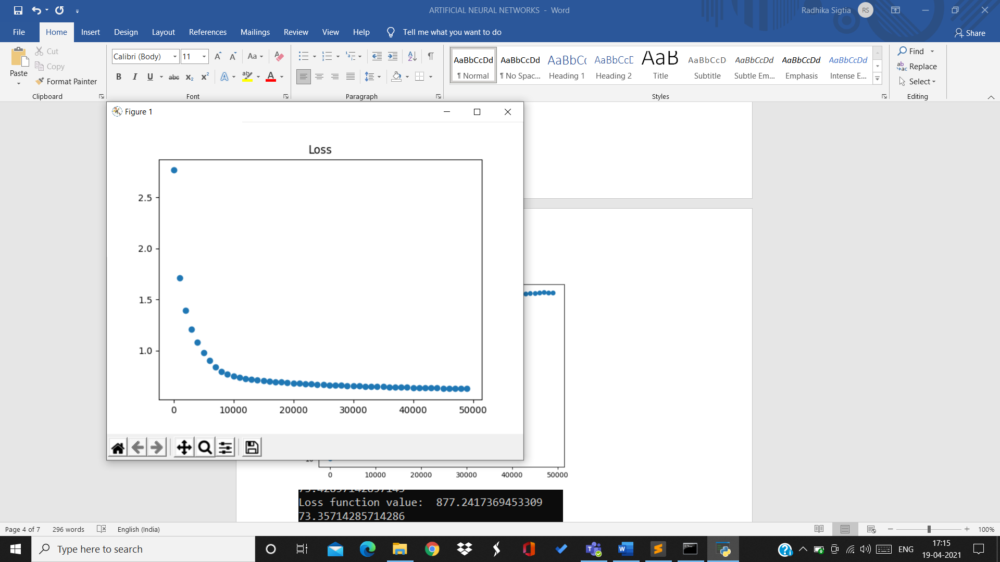 ARTIFICIAL NEURAL NETWORKS - Word
Radhika Sigtia
RS
File
Home
Insert
Design
Layout
References
Mailings
Review
View
Help
Tell me what you want to do
Share
Paste
Cut
Copy
Format Painter
Clipboard
Calibri (Body)
11
Font
Paragraph
AaBbCcDd
¶ Normal
AaBbCcDd
¶ No Spac...
AaBbCc
Heading 1
AaBbCcD
Heading 2
AaB
Title
AaBbCcD
Subtitle
AaBbCcDd
Subtle Em...
AaBbCcDd
Emphasis
AaBbCcDd
Intense E...
Styles
Find
Replace
Select
Editing
Figure 1
Loss
2.5
2.0
1.5
1.0
0 10000 20000 30000 40000 50000
0 10000 20000 30000 40000 50000
Loss function value: 877.2417369453309
73.35714285714286
Page 4 of 7
296 words
English (India)
100%
Type here to search
ENG
17:15
19-04-2021